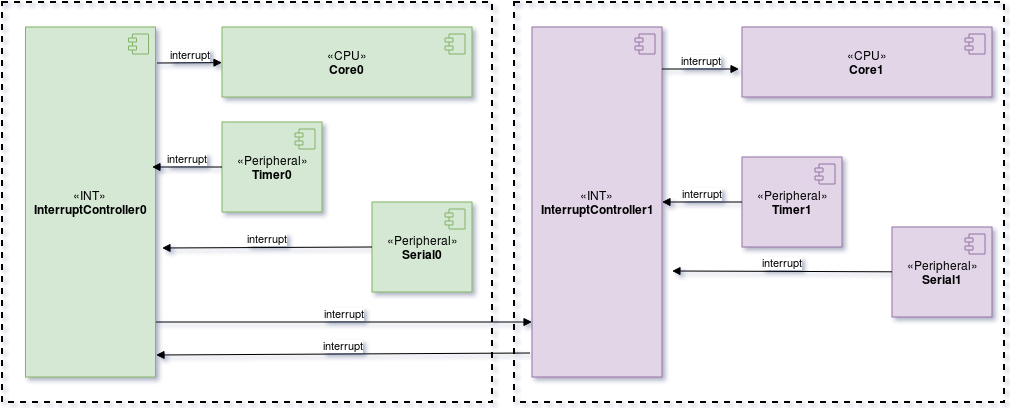 interrupt
«CPU»
Core0
interrupt
«Peripheral»
Timer0
«INT»
InterruptController0
interrupt
«Peripheral»
Serial0
interrupt
interrupt
interrupt
«CPU»
Core1
«INT»
InterruptController1
interrupt
«Peripheral»
Timer1
interrupt
«Peripheral»
Serial1